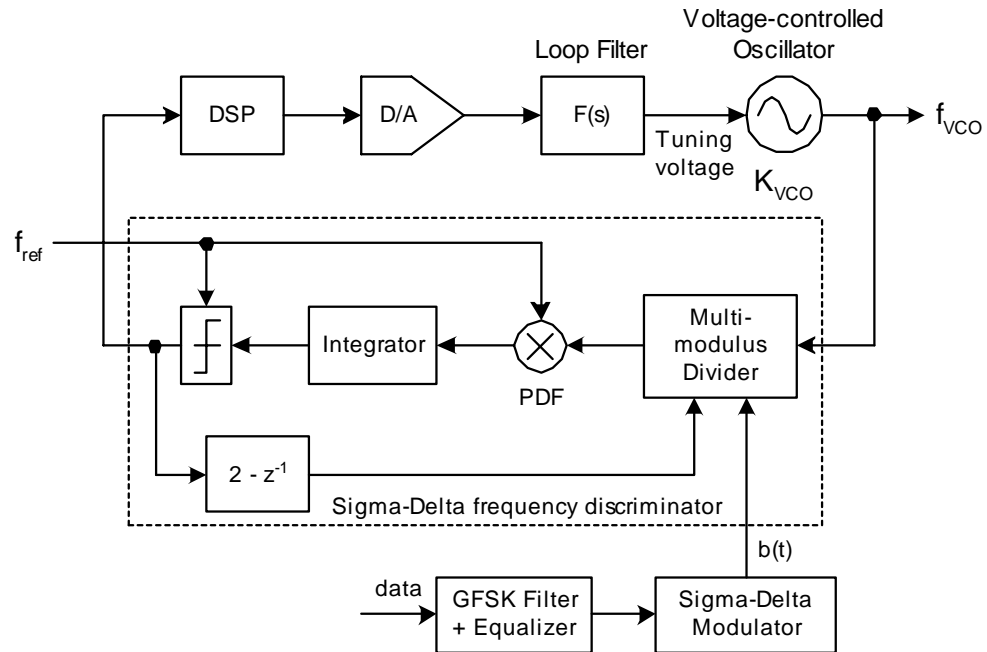 Voltage-controlled
Oscillator
Loop Filter
DSP
D/A
F(s)
f_VCO
Tuning
voltage
K_VCO
f_ref
Integrator
PDF
Multi-
modulus
Divider
2 - z^-1
Sigma-Delta frequency discriminator
b(t)
data
GFSK Filter
+ Equalizer
Sigma-Delta
Modulator